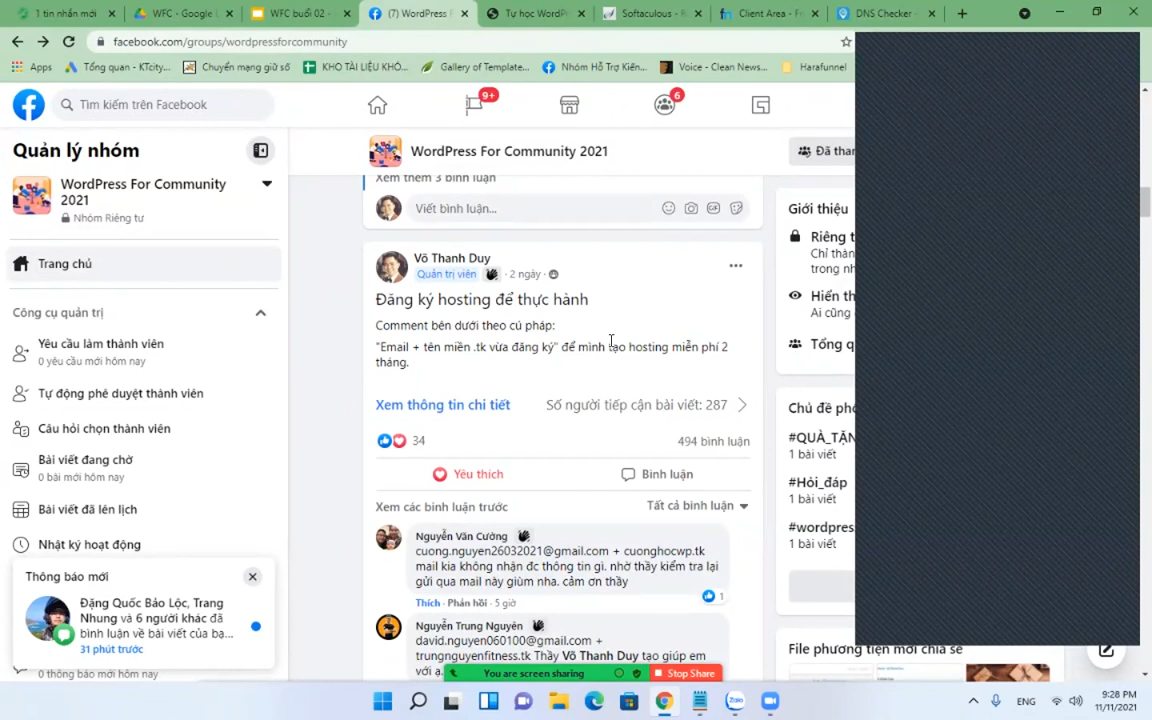 1 tin nhắn mới
WFC - Google D
WFC buổi 02 -
(7) WordPress F
Tự học WordP
Softaculous - R
Client Area - Fr
DNS Checker -
facebook.com/groups/wordpressforcommunity
Apps
Tổng quan - KTcity...
Chuyển mạng giữ số
KHO TÀI LIỆU KHÓ...
Gallery of Template...
Nhóm Hỗ Trợ Kiến...
Voice - Clean News...
Harafunnel
Tìm kiếm trên Facebook
9+
6
Quản lý nhóm
WordPress For Community
2021
Nhóm Riêng tư
Trang chủ
Công cụ quản trị
Yêu cầu làm thành viên
0 yêu cầu mới hôm nay
Tự động phê duyệt thành viên
Câu hỏi chọn thành viên
Bài viết đang chờ
0 bài mới hôm nay
Bài viết đã lên lịch
Nhật ký hoạt động
Thông báo mới
Đặng Quốc Bảo Lộc, Trang
Nhung và 6 người khác đã
bình luận về bài viết của bạ...
31 phút trước
0 thông báo mới hôm nay
WordPress For Community 2021
Đã tha
Xem thêm 3 bình luận
Viết bình luận...
Võ Thanh Duy
Quản trị viên
· 2 ngày ·
Đăng ký hosting để thực hành
Comment bên dưới theo cú pháp:
"Email + tên miền .tk vừa đăng ký" để mình tạo hosting miễn phí 2
tháng.
Xem thông tin chi tiết
Số người tiếp cận bài viết: 287
34
494 bình luận
Yêu thích
Bình luận
Xem các bình luận trước
Tất cả bình luận
Nguyễn Văn Cường
cuong.nguyen26032021@gmail.com + cuonghocwp.tk
mail kia không nhận đc thông tin gì. nhờ thầy kiểm tra lại
gửi qua mail này giùm nha. cảm ơn thầy
1
Thích · Phản hồi · 5 giờ
Nguyễn Trung Nguyên
david.nguyen060100@gmail.com +
trungnguyenfitness.tk Thầy Võ Thanh Duy tạo giúp em
với ạ.
You are screen sharing
Stop Share
Giới thiệu
Riêng t
Chỉ thàn
trong nh
Hiển th
Ai cũng
Tổng q
Chủ đề phổ
#QUÀ_TẶN
1 bài viết
#Hỏi_đáp
1 bài viết
#wordpress
1 bài viết
File phương tiện mới chia sẻ
ENG
9:28 PM
11/11/2021